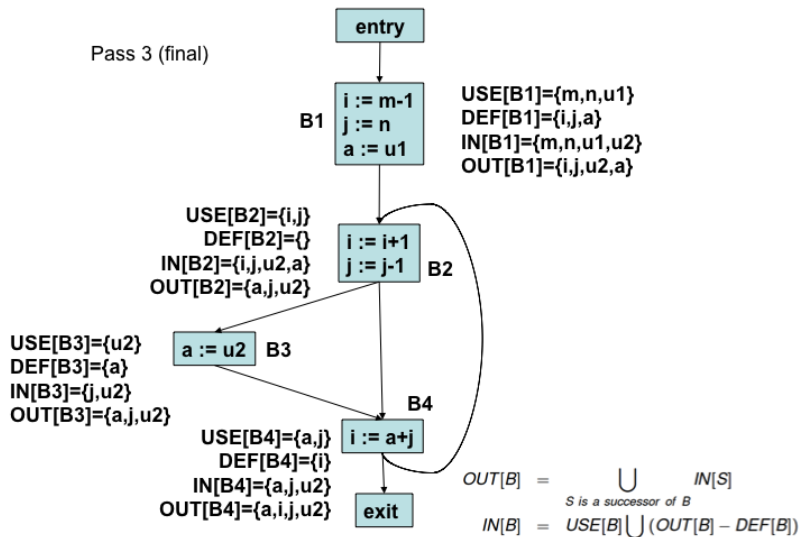 entry
Pass 3 (final)
B1
i := m-1
j := n
a := u1
USE[B1]={m,n,u1}
DEF[B1]={i,j,a}
IN[B1]={m,n,u1,u2}
OUT[B1]={i,j,u2,a}
USE[B2]={i,j}
DEF[B2]={}
IN[B2]={i,j,u2,a}
OUT[B2]={a,j,u2}
i := i+1
j := j-1
B2
USE[B3]={u2}
DEF[B3]={a}
IN[B3]={j,u2}
OUT[B3]={a,j,u2}
a := u2
B3
B4
i := a+j
USE[B4]={a,j}
DEF[B4]={i}
IN[B4]={a,j,u2}
OUT[B4]={a,i,j,u2}
exit
OUT[B] = ⋃ IN[S]
S is a successor of B
IN[B] = USE[B] ⋃ (OUT[B] − DEF[B])